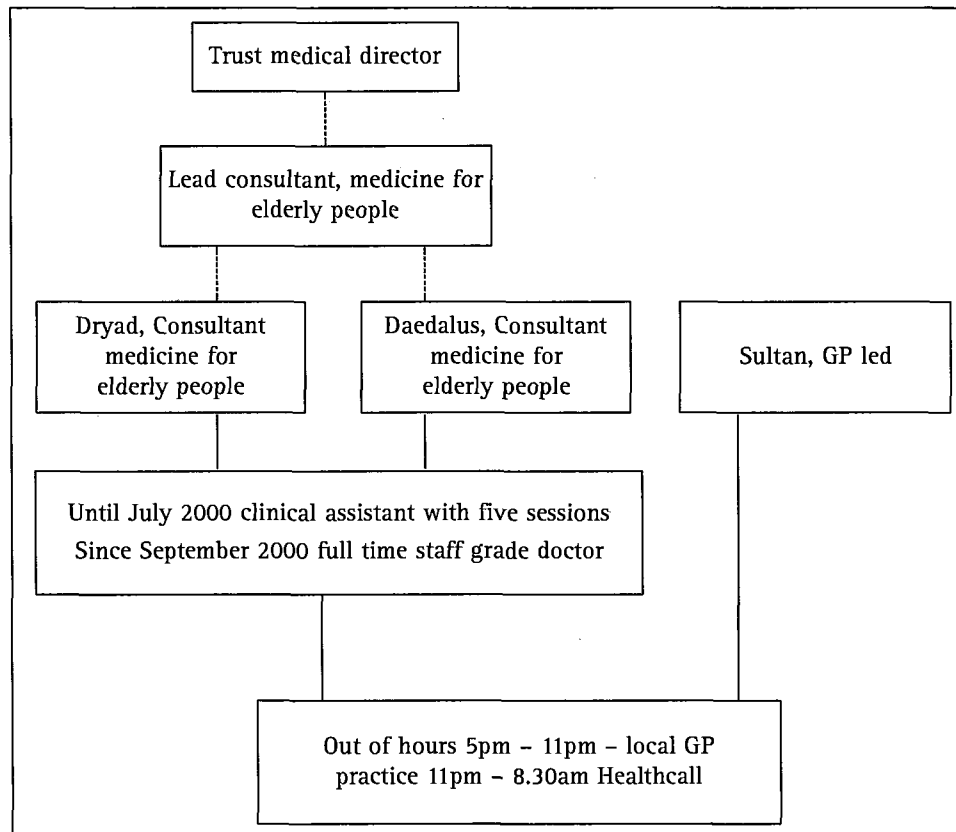 Trust medical director
Lead consultant, medicine for
elderly people
Dryad, Consultant
medicine for
elderly people
Daedalus, Consultant
medicine for
elderly people
Sultan, GP led
Until July 2000 clinical assistant with five sessions
Since September 2000 full time staff grade doctor
Out of hours 5pm – 11pm – local GP
practice 11pm – 8.30am Healthcall